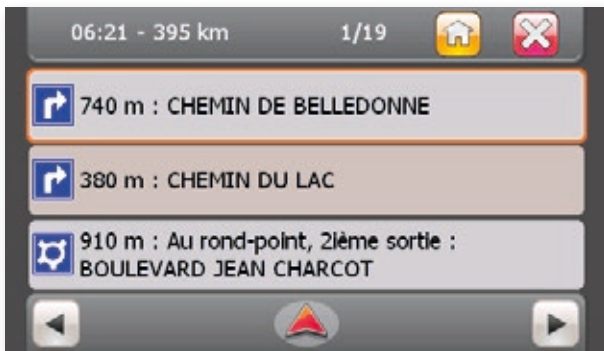 06:21 - 395 km 1/19
740 m : CHEMIN DE BELLEDONNE
380 m : CHEMIN DU LAC
910 m : Au rond-point, 2ième sortie :
BOULEVARD JEAN CHARCOT